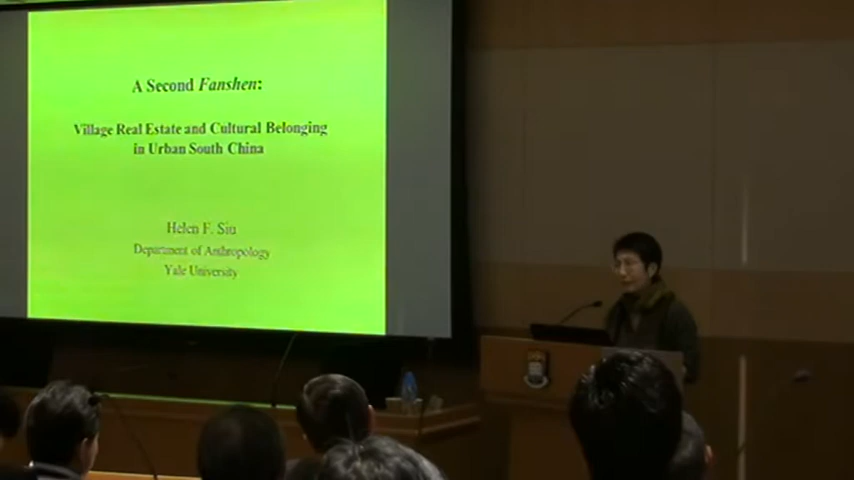 A Second Fanshen:
Village Real Estate and Cultural Belonging
in Urban South China
Helen F. Siu
Department of Anthropology
Yale University